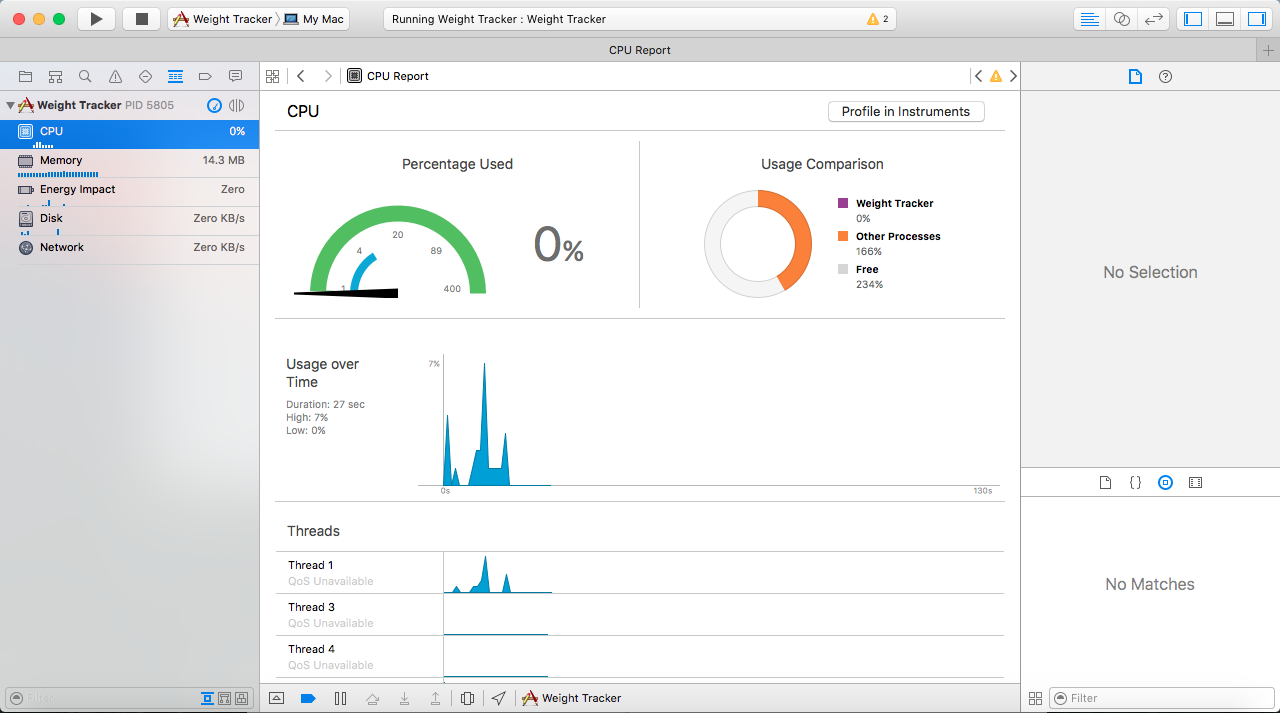 Weight Tracker
My Mac
Running Weight Tracker : Weight Tracker
2
CPU Report
Weight Tracker PID 5805
CPU 0%
Memory 14.3 MB
Energy Impact Zero
Disk Zero KB/s
Network Zero KB/s
Filter
CPU Report
CPU
Profile in Instruments
Percentage Used
1
4
20
89
400
0%
Usage Comparison
Weight Tracker
0%
Other Processes
166%
Free
234%
Usage over
Time
Duration: 27 sec
High: 7%
Low: 0%
7%
0s
130s
Threads
Thread 1
QoS Unavailable
Thread 3
QoS Unavailable
Thread 4
QoS Unavailable
Weight Tracker
No Selection
{}
No Matches
Filter